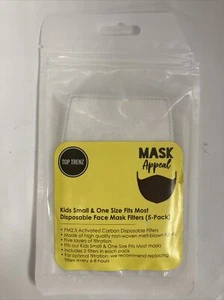 TOP TRENZ
MASK
Appeal
Kids Small & One Size Fits Most
Disposable Face Mask Filters (5-Pack)
• PM2.5 Activated Carbon Disposable Filters
• Made of high quality non-woven melt-blown fabric
• Five layers of filtration
• Fits our Kids Small & One Size Fits Most masks
• Includes 5 filters in each pack
• For optional filtration, we recommend replacing
filters every 6-8 hours